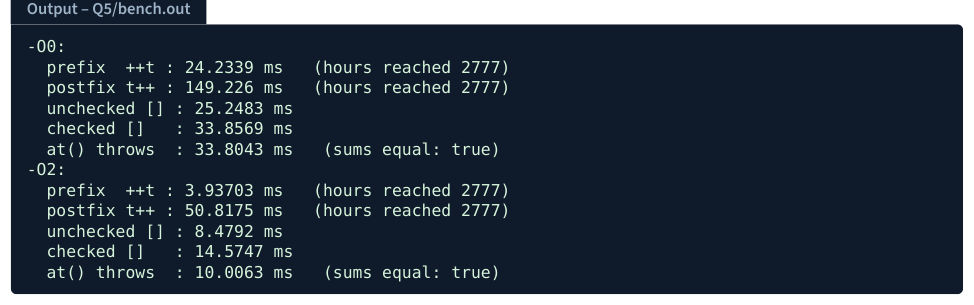 Output – Q5/bench.out
-O0:
  prefix  ++t : 24.2339 ms   (hours reached 2777)
  postfix t++ : 149.226 ms   (hours reached 2777)
  unchecked [] : 25.2483 ms
  checked []   : 33.8569 ms
  at() throws  : 33.8043 ms   (sums equal: true)
-O2:
  prefix  ++t : 3.93703 ms   (hours reached 2777)
  postfix t++ : 50.8175 ms   (hours reached 2777)
  unchecked [] : 8.4792 ms
  checked []   : 14.5747 ms
  at() throws  : 10.0063 ms   (sums equal: true)